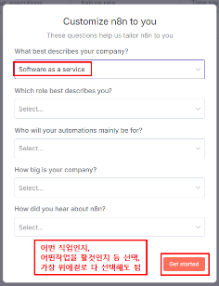 Customize n8n to you
These questions help us tailor n8n to you
What best describes your company?
Software as a service
Which role best describes you?
Select...
Who will your automations mainly be for?
Select...
How big is your company?
Select...
How did you hear about n8n?
Select...
어떤 직업인지,
어떤작업을 할것인지 등 선택,
가장 위에걸로 다 선택해도 됨
Get started